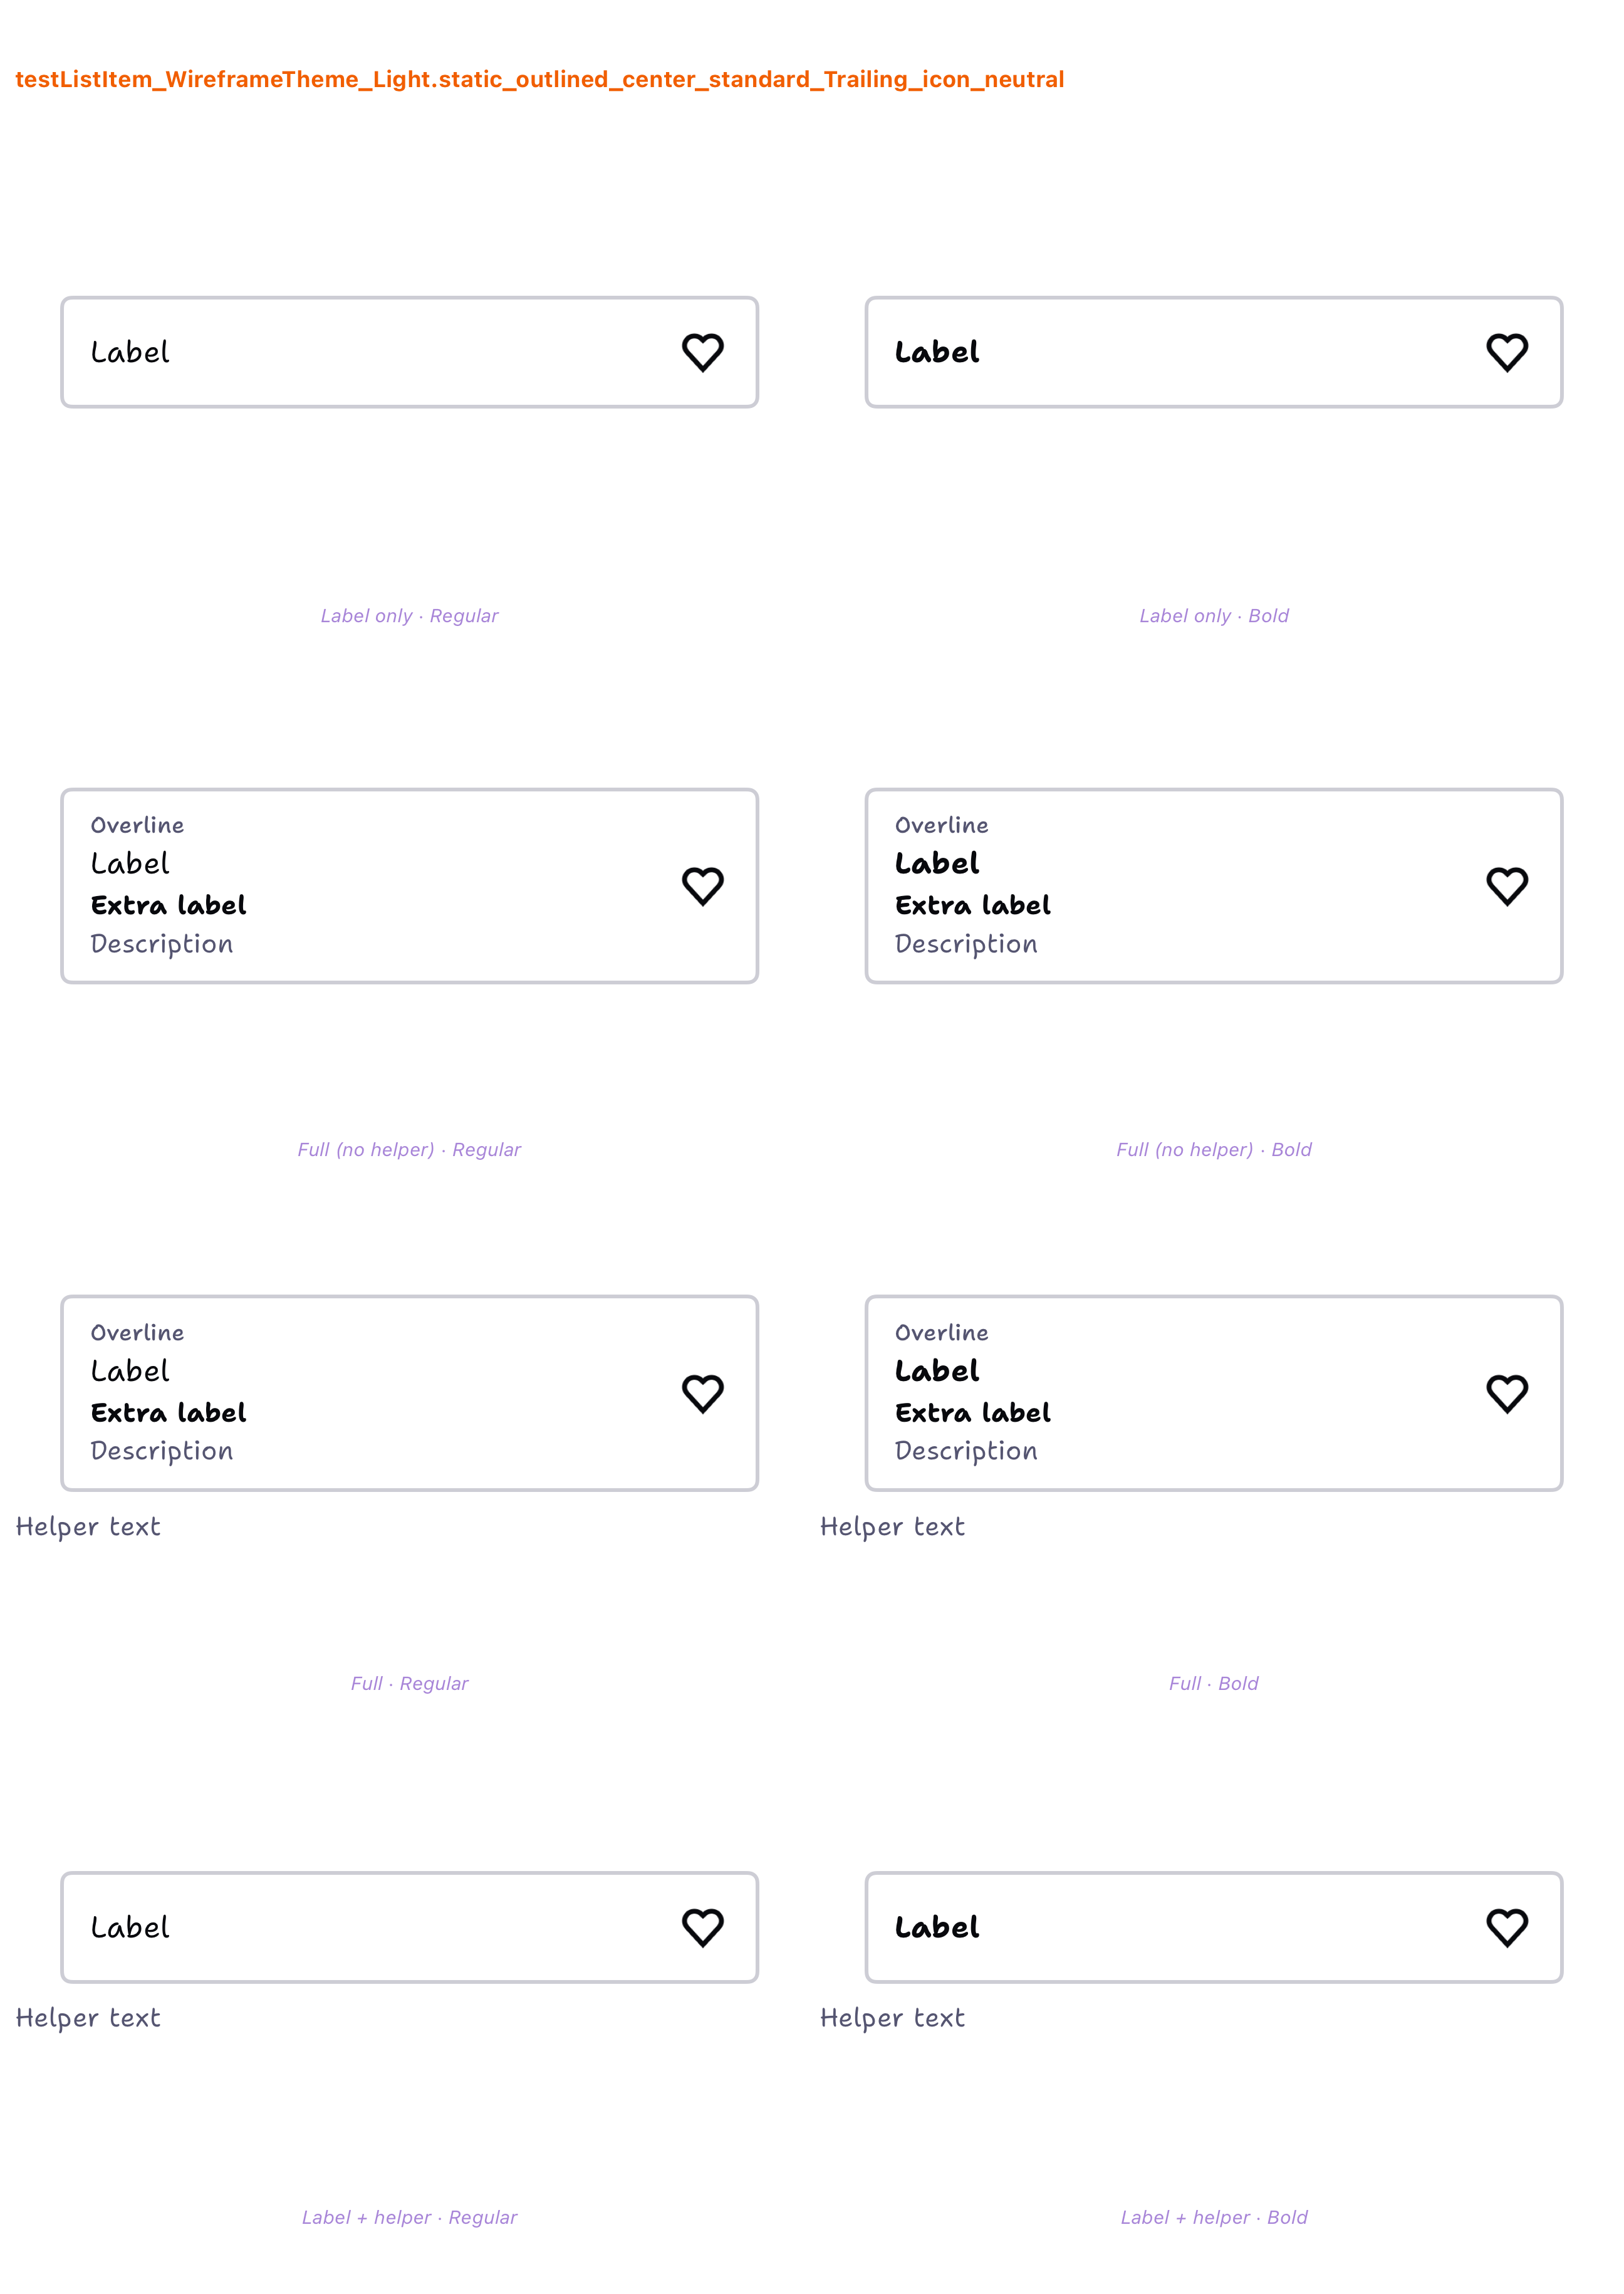 testListItem_WireframeTheme_Light.static_outlined_center_standard_Trailing_icon_neutral
Label
Label
Label only · Regular
Label only · Bold
Overline
Label
Extra label
Description
Overline
Label
Extra label
Description
Full (no helper) · Regular
Full (no helper) · Bold
Overline
Label
Extra label
Description
Helper text
Overline
Label
Extra label
Description
Helper text
Full · Regular
Full · Bold
Label
Helper text
Label
Helper text
Label + helper · Regular
Label + helper · Bold